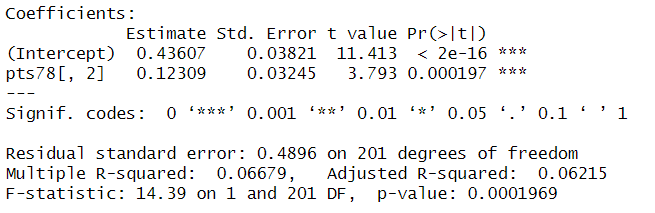 Coefficients:
            Estimate Std. Error t value Pr(>|t|)
(Intercept)  0.43607    0.03821  11.413  < 2e-16 ***
pts78[, 2]   0.12309    0.03245   3.793 0.000197 ***
---
Signif. codes:  0 ‘***’ 0.001 ‘**’ 0.01 ‘*’ 0.05 ‘.’ 0.1 ‘ ’ 1
Residual standard error: 0.4896 on 201 degrees of freedom
Multiple R-squared:  0.06679,   Adjusted R-squared:  0.06215
F-statistic: 14.39 on 1 and 201 DF,  p-value: 0.0001969